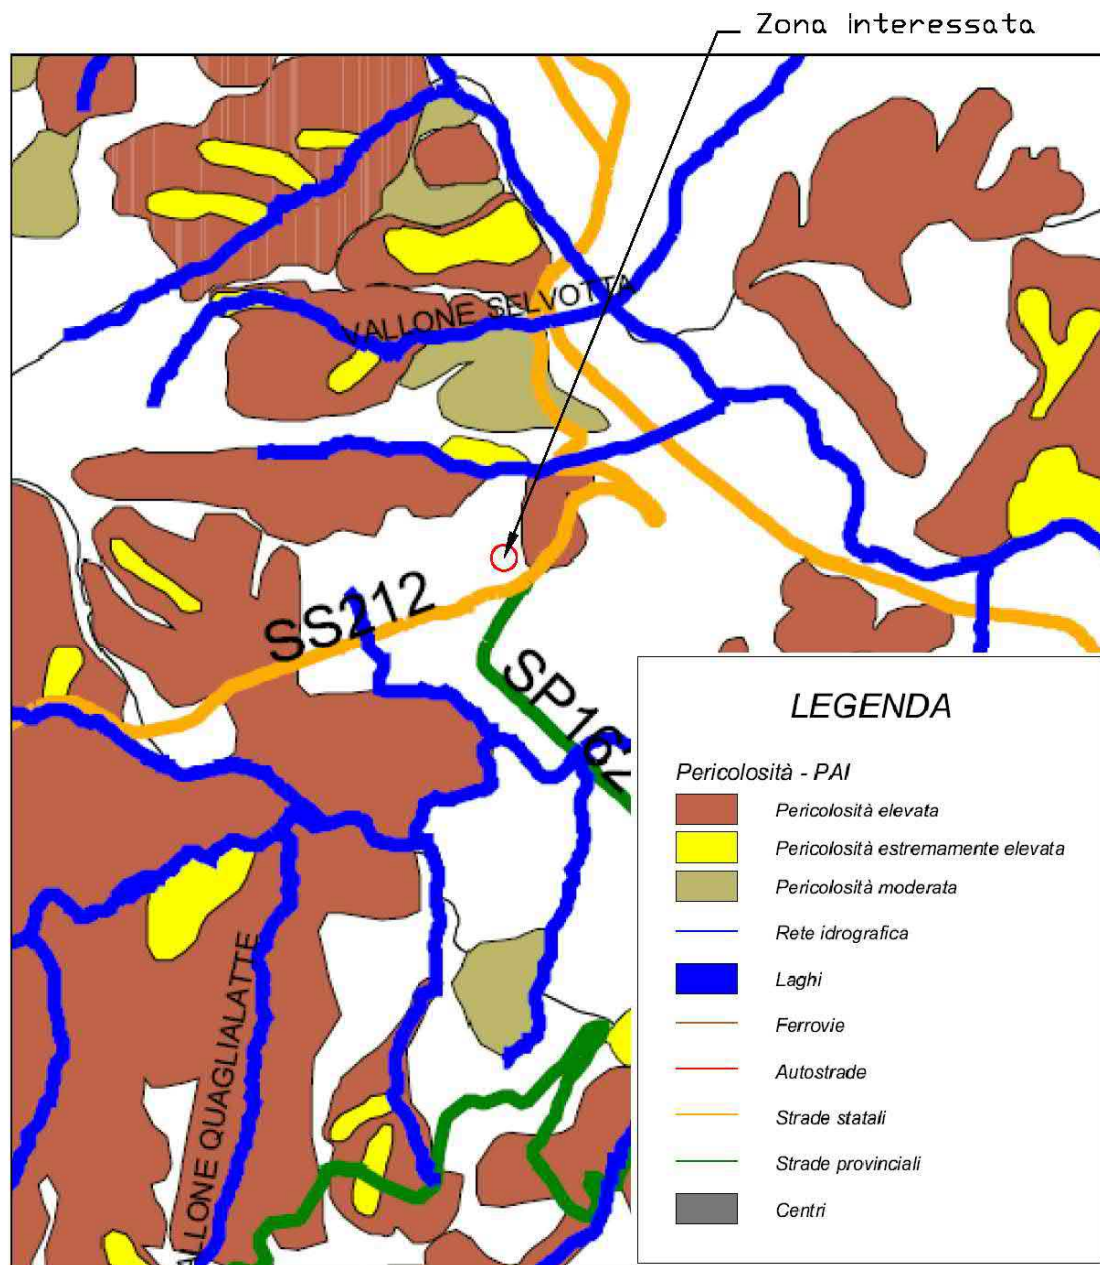 Zona interessata
VALLONE SELVOTTA
SS212
SP162
VALLONE QUAGLIALATTE
LEGENDA
Pericolosità - PAI
Pericolosità elevata
Pericolosità estremamente elevata
Pericolosità moderata
Rete idrografica
Laghi
Ferrovie
Autostrade
Strade statali
Strade provinciali
Centri